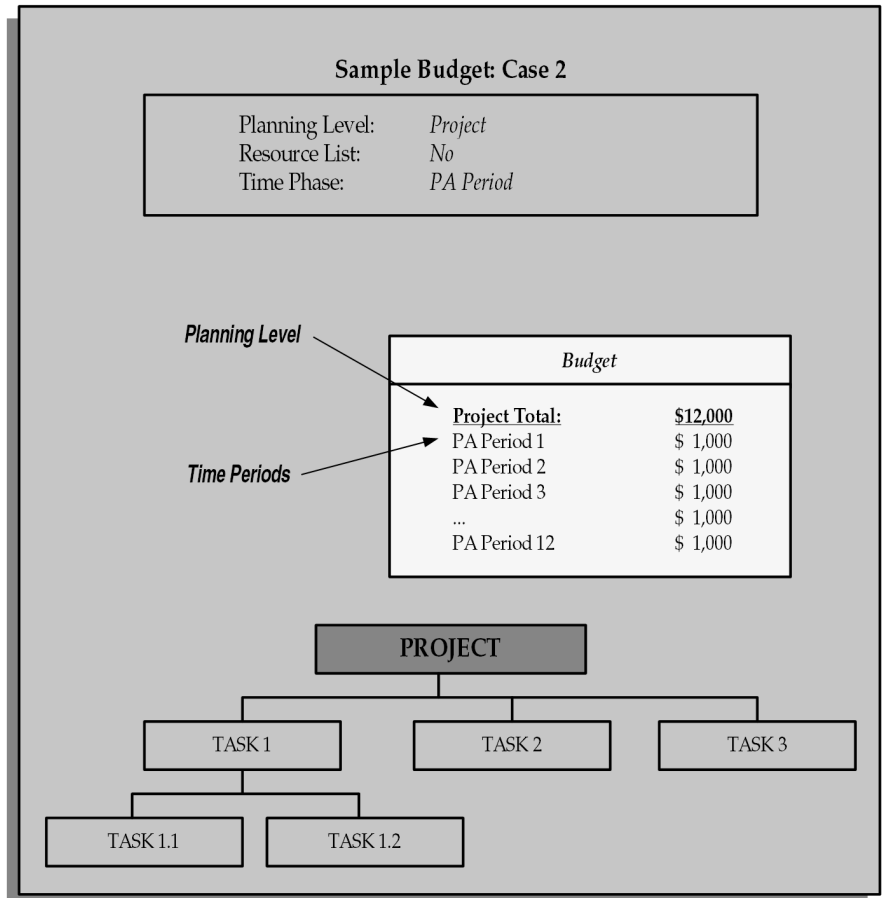 Sample Budget: Case 2
Planning Level: Project
Resource List: No
Time Phase: PA Period
Planning Level
Budget
Project Total: $12,000
PA Period 1 $ 1,000
Time Periods
PA Period 2 $ 1,000
PA Period 3 $ 1,000
... $ 1,000
PA Period 12 $ 1,000
PROJECT
TASK 1 TASK 2 TASK 3
TASK 1.1 TASK 1.2